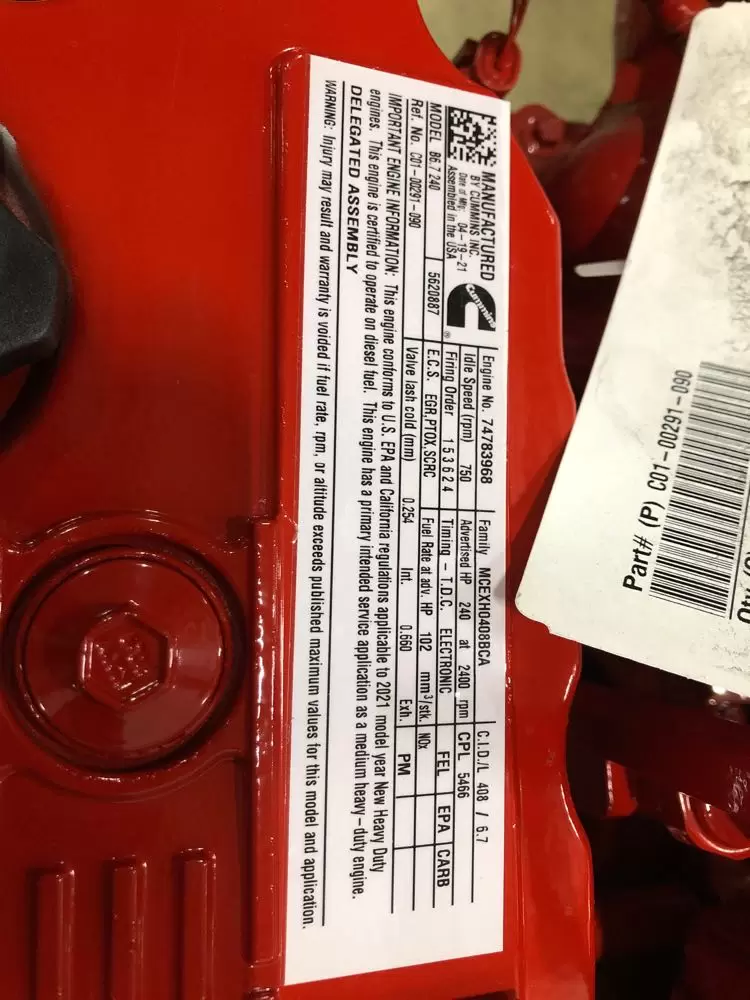 MANUFACTURED
BY CUMMINS INC.
Date of Mfg. 04-19-21
Assembled in the USA
Cummins ®
MODEL B6.7 240 5620887
Ref. No. C01-00291-090
Engine No. 74783968 Family MCEXH0408BCA C.I.D./L 408 / 6.7
Idle Speed (rpm) 750 Advertised HP 240 at 2400 rpm CPL 5466
Firing Order 1 5 3 6 2 4 Timing - T.D.C. ELECTRONIC FEL EPA CARB
E.C.S. EGR,PTOX,SCRC Fuel Rate at adv. HP 102 mm³/stk. NOx
Valve lash cold (mm) 0.254 Int. 0.660 Exh. PM
IMPORTANT ENGINE INFORMATION: This engine conforms to U.S. EPA and California regulations applicable to 2021 model year New Heavy Duty
engines. This engine is certified to operate on diesel fuel. This engine has a primary intended service application as a medium heavy-duty engine.
DELEGATED ASSEMBLY
WARNING: Injury may result and warranty is voided if fuel rate, rpm, or altitude exceeds published maximum values for this model and application.
Part# (P) C01-00291-090